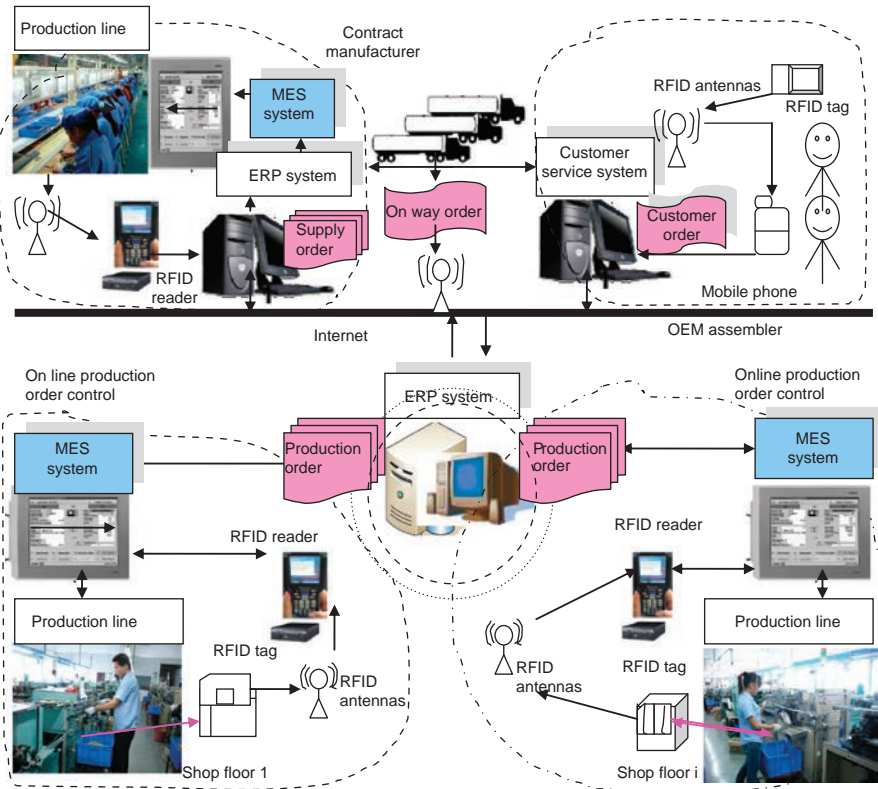 Production line
Contract
manufacturer
MES
system
ERP system
Supply
order
RFID
reader
On way order
RFID antennas
RFID tag
Customer
service system
Customer
order
Mobile phone
Internet
OEM assembler
On line production
order control
MES
system
Production
order
ERP system
Production
order
Online production
order control
MES
system
RFID reader
Production line
RFID tag
RFID
antennas
Shop floor 1
RFID reader
Production line
RFID
antennas
RFID tag
Shop floor i